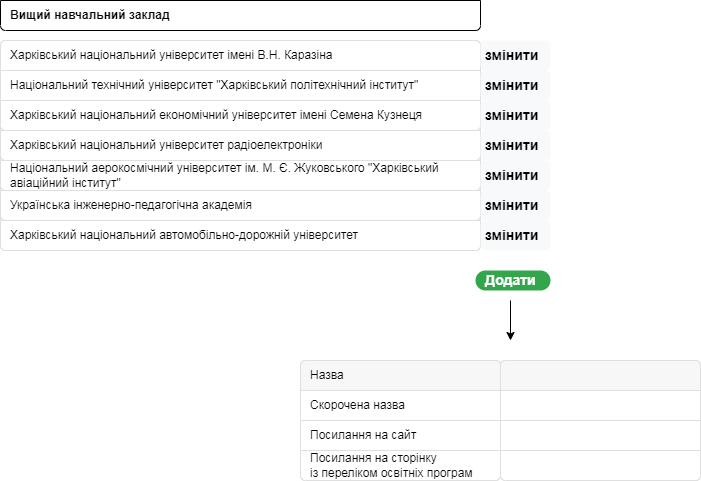 Вищий навчальний заклад
Харківський національний університет імені В.Н. Каразіна змінити
Національний технічний університет "Харківський політехнічний інститут" змінити
Харківський національний економічний університет імені Семена Кузнеця змінити
Харківський національний університет радіоелектроніки змінити
Національний аерокосмічний університет ім. М. Є. Жуковського "Харківський
авіаційний інститут" змінити
Українська інженерно-педагогічна академія змінити
Харківський національний автомобільно-дорожній університет змінити
Додати
Назва
Скорочена назва
Посилання на сайт
Посилання на сторінку
із переліком освітніх програм